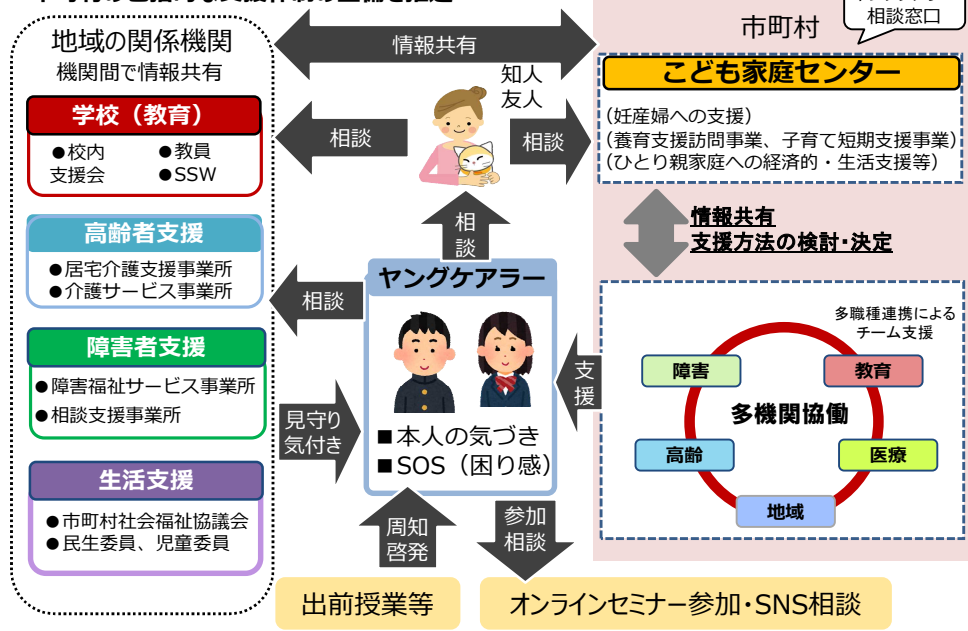 地域の関係機関
機関間で情報共有
学校（教育）
●校内
支援会
●教員
●SSW
高齢者支援
●居宅介護支援事業所
●介護サービス事業所
障害者支援
●障害福祉サービス事業所
●相談支援事業所
生活支援
●市町村社会福祉協議会
●民生委員、児童委員
情報共有
知人
友人
相談
相談
相談
相談
見守り
気付き
ヤングケアラー
■本人の気づき
■SOS（困り感）
支援
周知
啓発
参加
相談
出前授業等
オンラインセミナー参加・SNS相談
市町村
相談窓口
こども家庭センター
(妊産婦への支援)
(養育支援訪問事業、子育て短期支援事業)
(ひとり親家庭への経済的・生活支援等)
情報共有
支援方法の検討・決定
多職種連携による
チーム支援
障害
教育
多機関協働
高齢
医療
地域